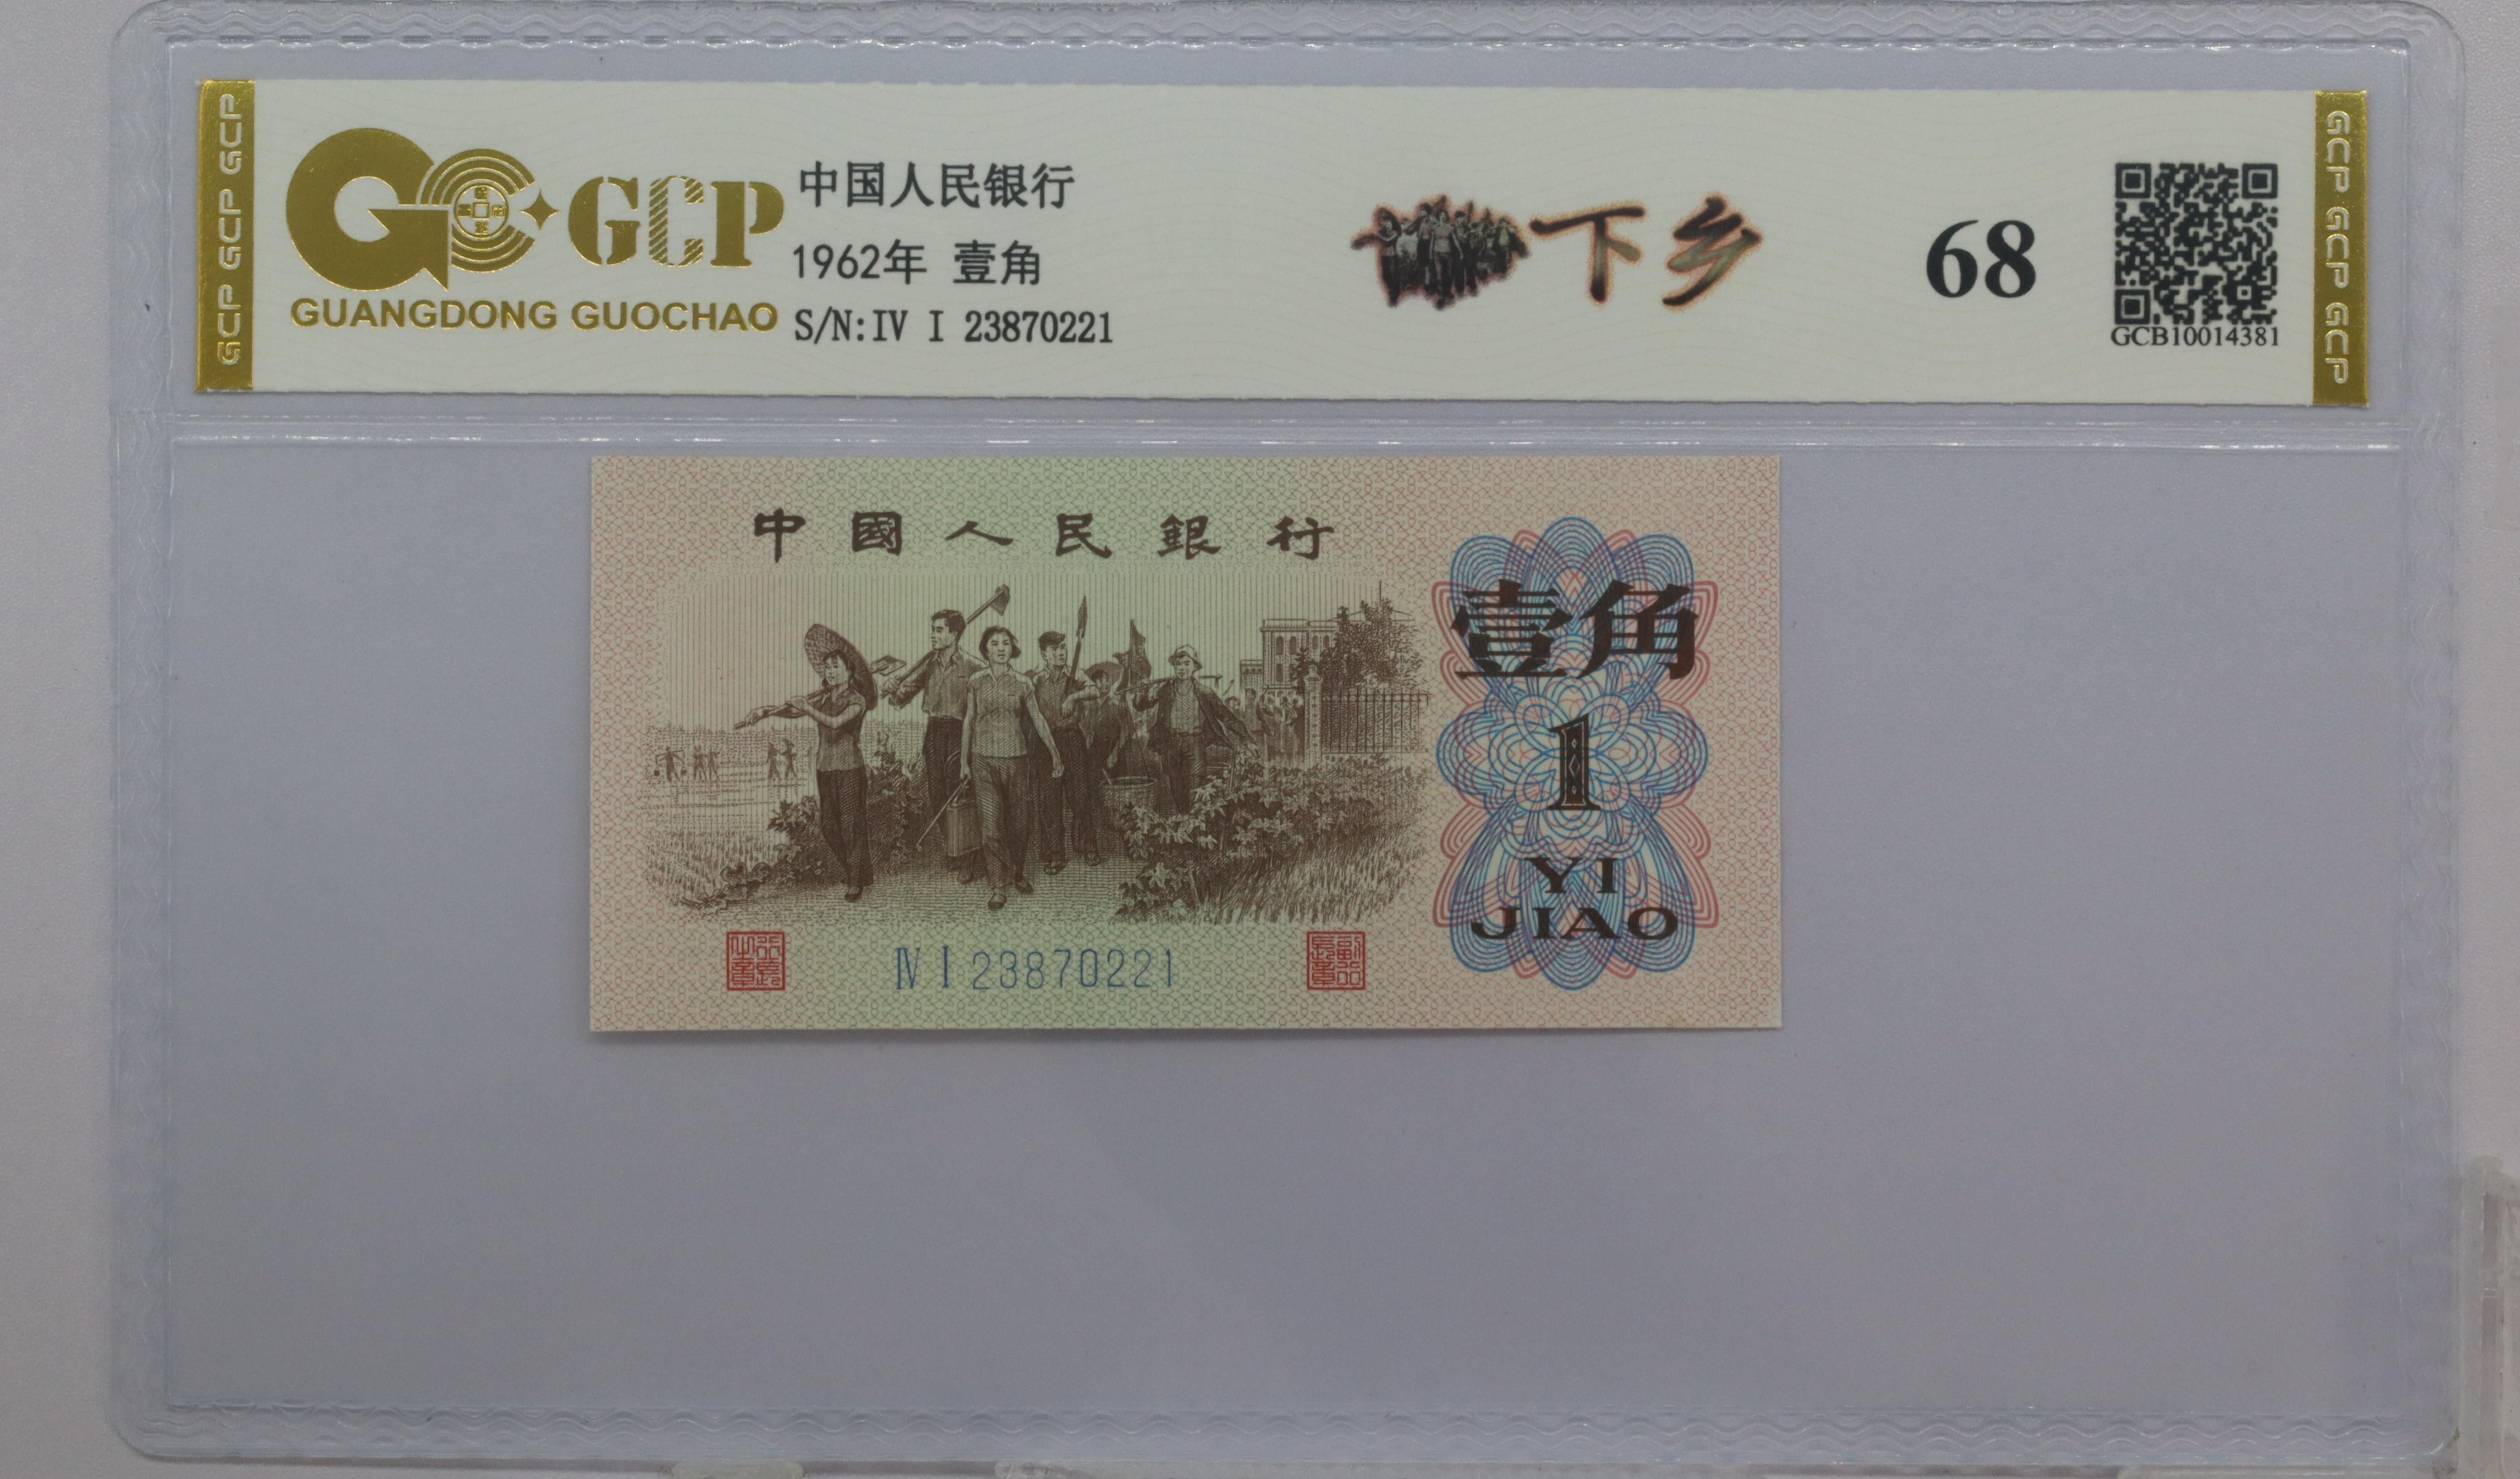 GCP GCP GCP
GCP
GUANGDONG GUOCHAO
中国人民银行
1962年 壹角
S/N:IV I 23870221
下乡
68
GCB10014381
GCP GCP GCP
中國人民銀行
壹角
1
YI
JIAO
IV I 23870221